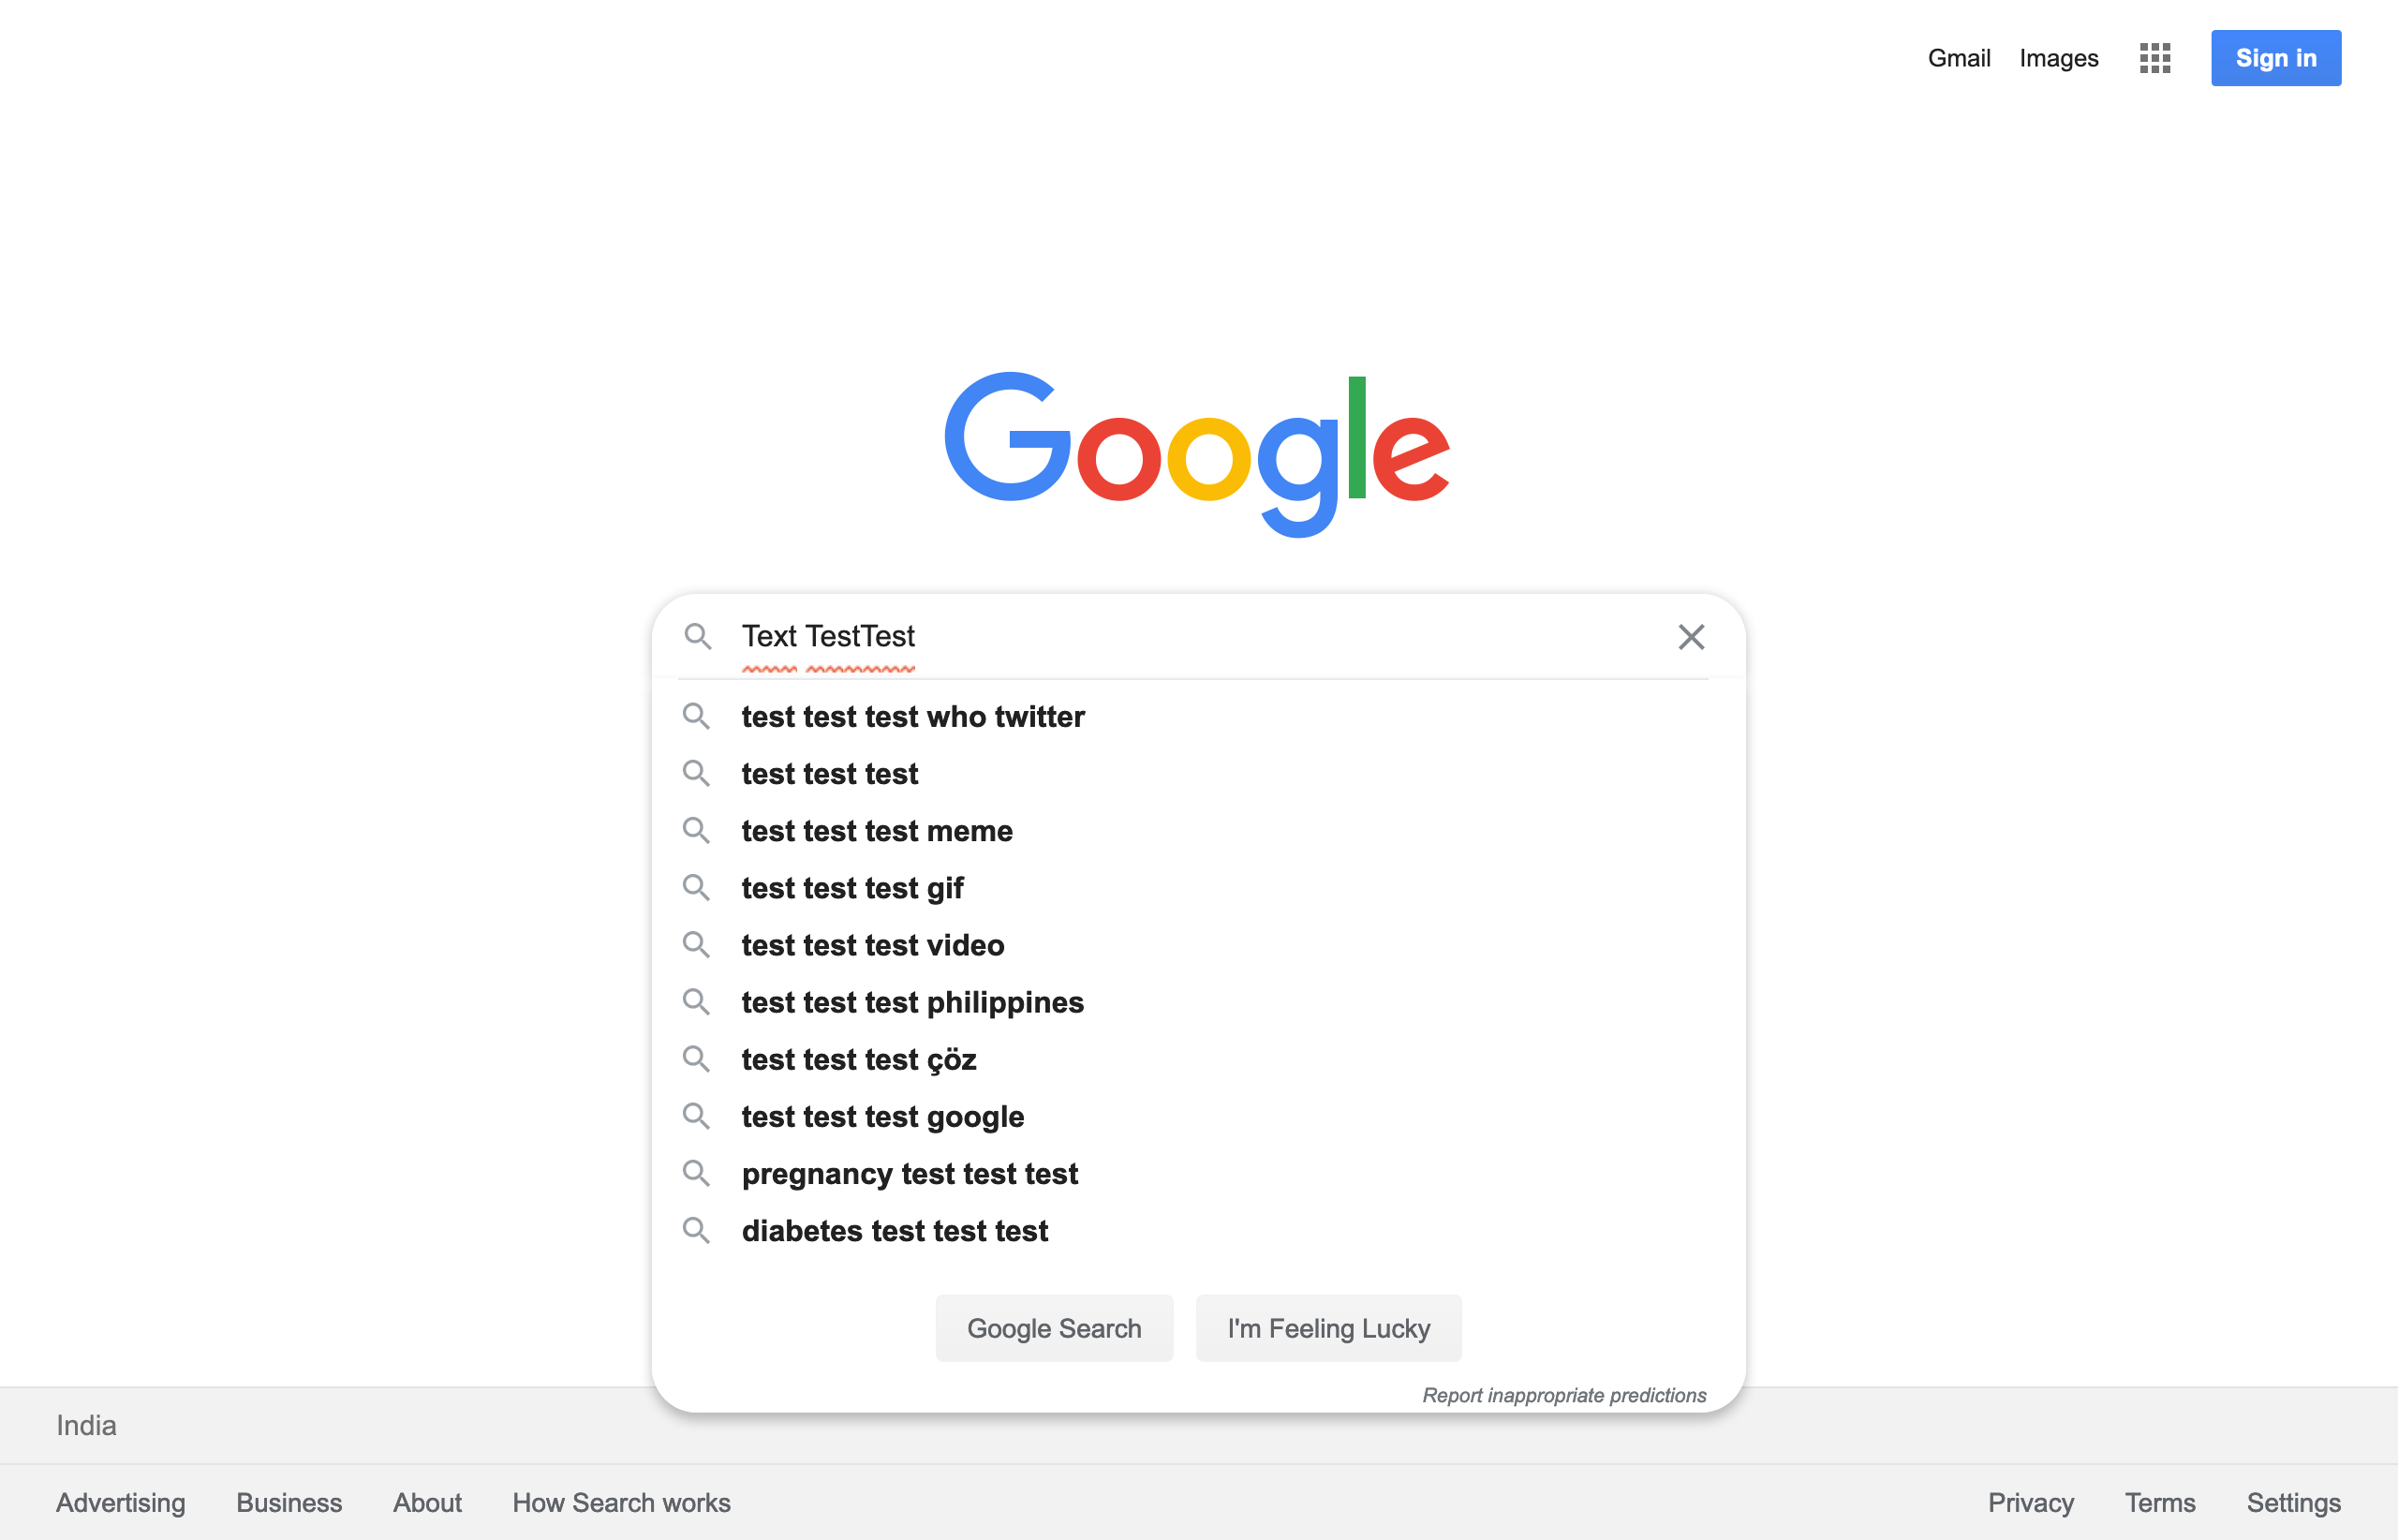 Gmail Images Sign in
Google
Text TestTest
test test test who twitter
test test test
test test test meme
test test test gif
test test test video
test test test philippines
test test test çöz
test test test google
pregnancy test test test
diabetes test test test
Google Search I'm Feeling Lucky
Report inappropriate predictions
India
Advertising Business About How Search works Privacy Terms Settings